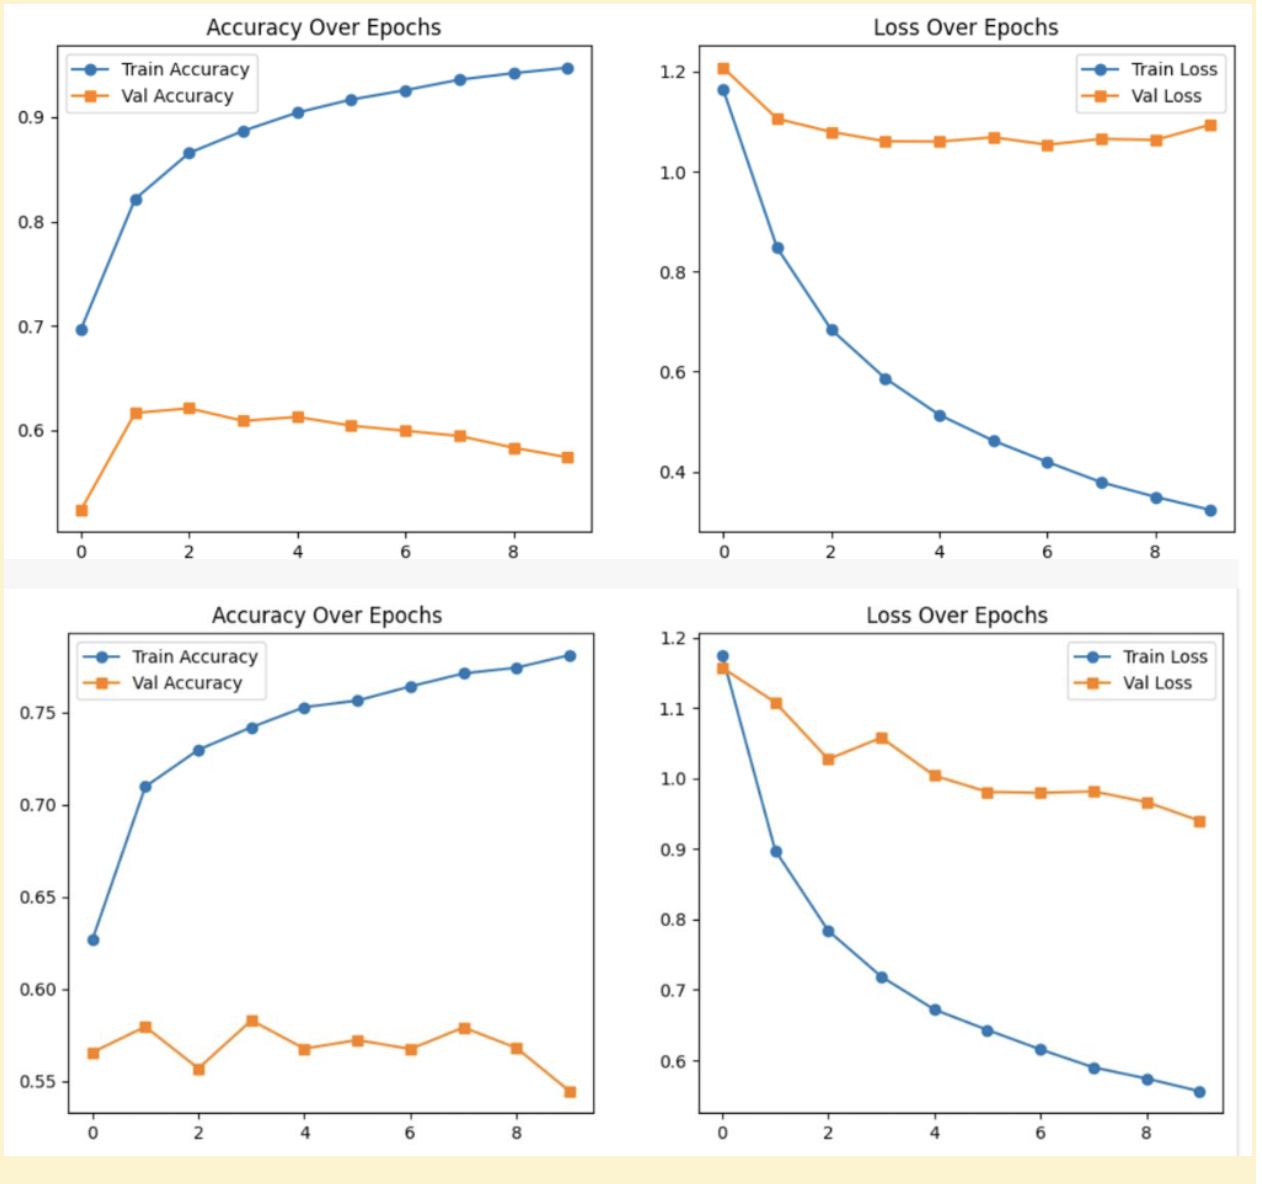 Accuracy Over Epochs
Train Accuracy
Val Accuracy
0.9
0.8
0.7
0.6
0 2 4 6 8
Loss Over Epochs
Train Loss
Val Loss
1.2
1.0
0.8
0.6
0.4
0 2 4 6 8
Accuracy Over Epochs
Train Accuracy
Val Accuracy
0.75
0.70
0.65
0.60
0.55
0 2 4 6 8
Loss Over Epochs
Train Loss
Val Loss
1.2
1.1
1.0
0.9
0.8
0.7
0.6
0 2 4 6 8